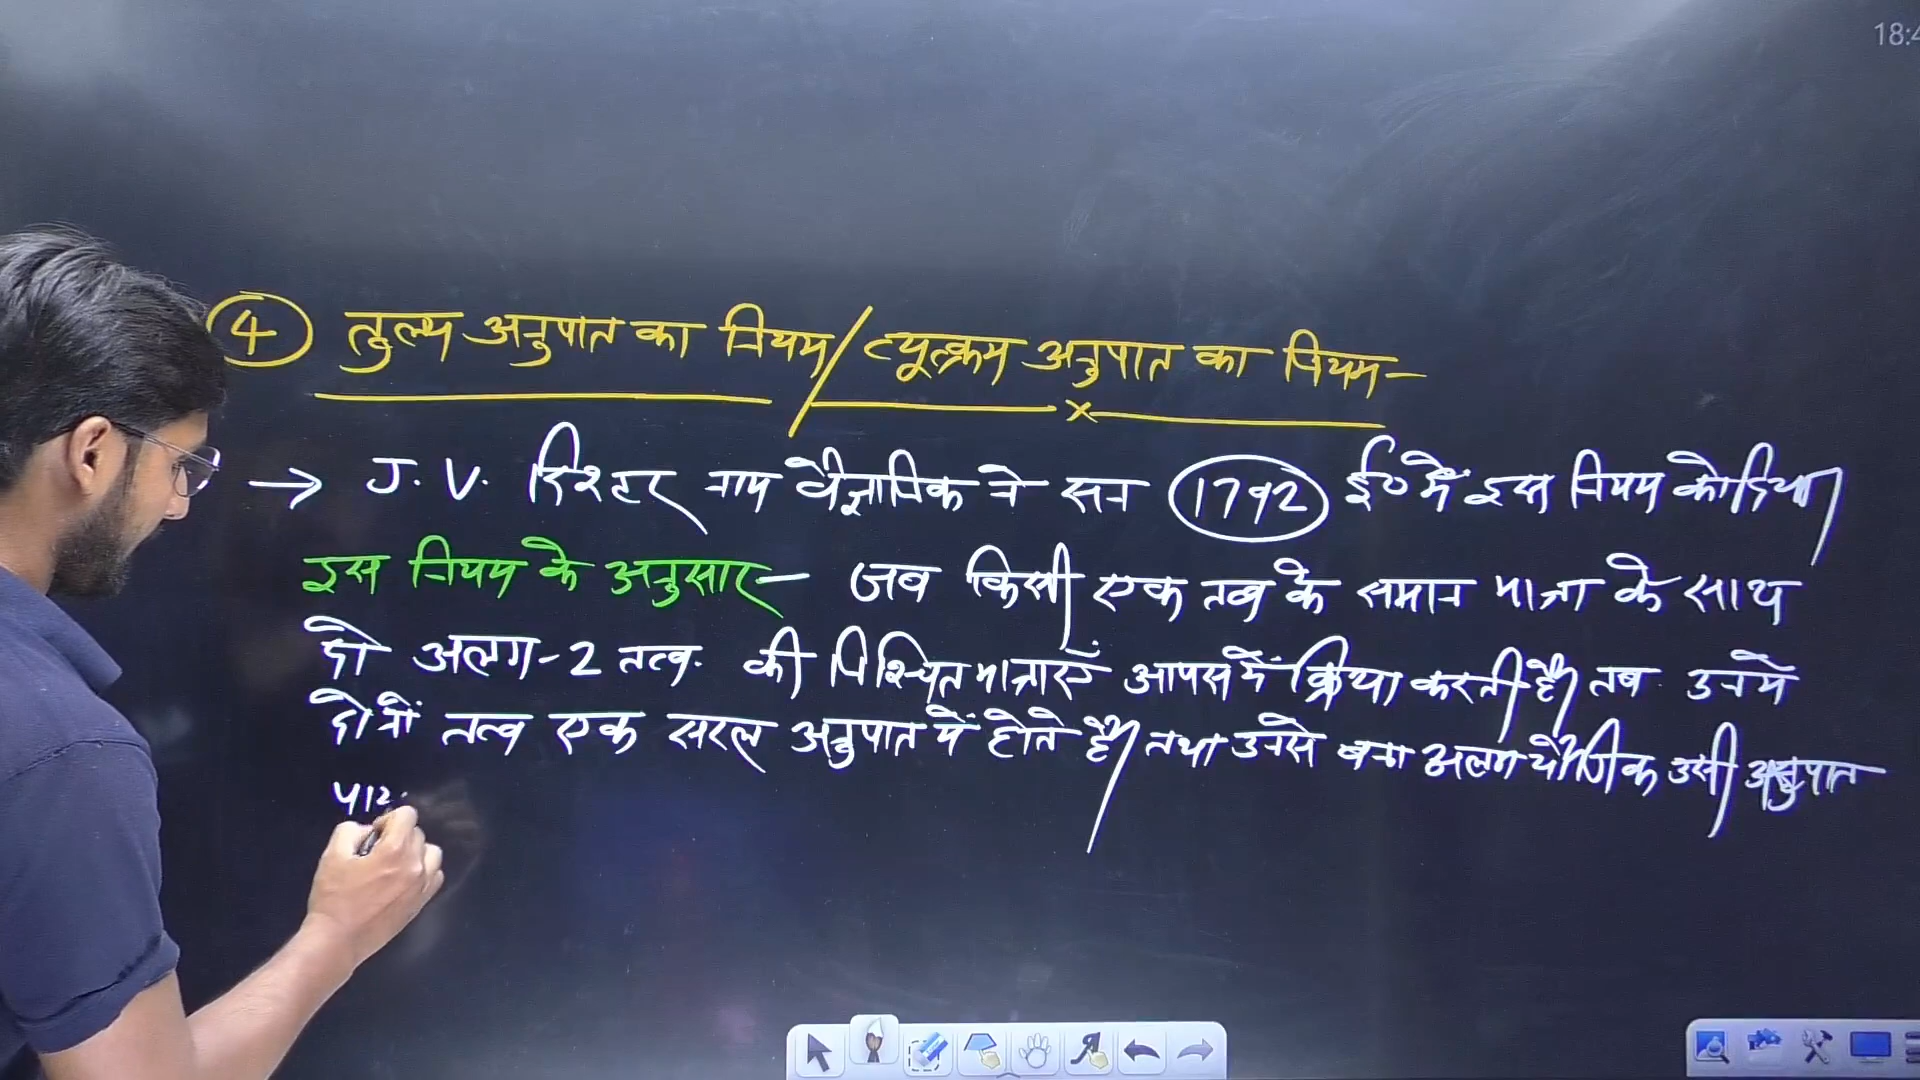 18:4
④ तुल्य अनुपात का नियम/व्युत्क्रम अनुपात का नियम-
→ J.V. रिश्टर नाम वैज्ञानिक ने सन 1792 ई० में इस नियम को दिया।
इस नियम के अनुसार- जब किसी एक तत्व के समान मात्रा के साथ
दो अलग-2 तत्व की निश्चित मात्राएँ आपस में क्रिया करती है। तब उनमे
दोनों तत्व एक सरल अनुपात में होते है। तथा उनसे बना अलग यौगिक उसी अनुपात